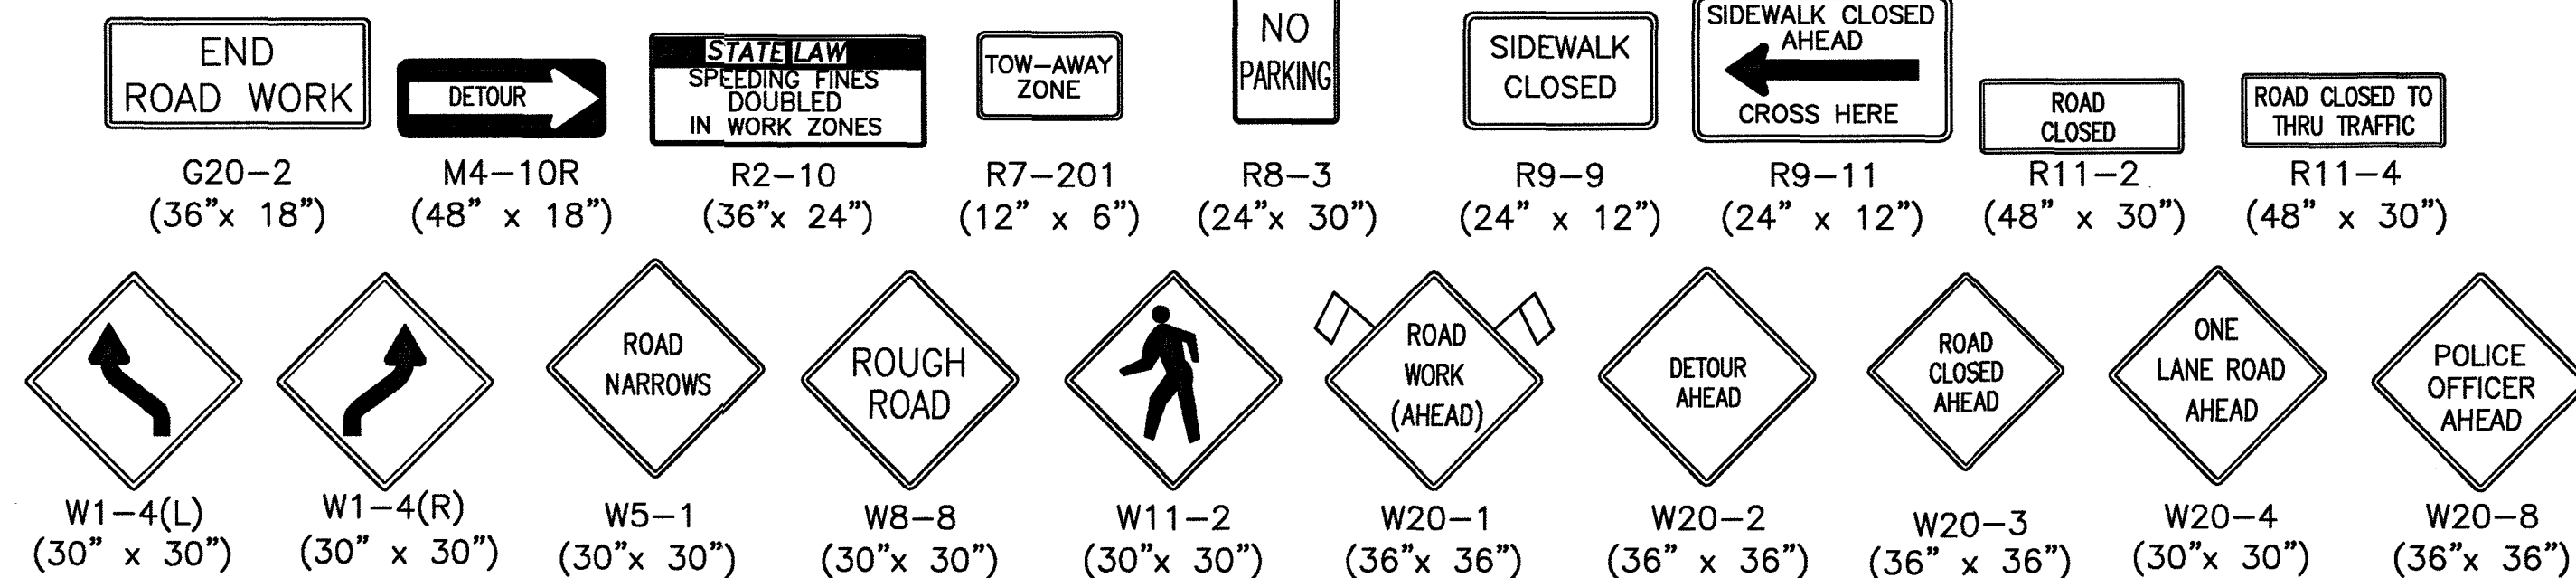 END
ROAD WORK
G20-2
(36"x 18")
DETOUR
M4-10R
(48" x 18")
STATE LAW
SPEEDING FINES
DOUBLED
IN WORK ZONES
R2-10
(36"x 24")
TOW-AWAY
ZONE
R7-201
(12" x 6")
NO
PARKING
R8-3
(24"x 30")
SIDEWALK
CLOSED
R9-9
(24" x 12")
SIDEWALK CLOSED
AHEAD
CROSS HERE
R9-11
(24" x 12")
ROAD
CLOSED
R11-2
(48" x 30")
ROAD CLOSED TO
THRU TRAFFIC
R11-4
(48" x 30")
W1-4(L)
(30" x 30")
W1-4(R)
(30" x 30")
ROAD
NARROWS
W5-1
(30"x 30")
ROUGH
ROAD
W8-8
(30"x 30")
W11-2
(30"x 30")
ROAD
WORK
(AHEAD)
W20-1
(36"x 36")
DETOUR
AHEAD
W20-2
(36" x 36")
ROAD
CLOSED
AHEAD
W20-3
(36" x 36")
ONE
LANE ROAD
AHEAD
W20-4
(30"x 30")
POLICE
OFFICER
AHEAD
W20-8
(36"x 36")